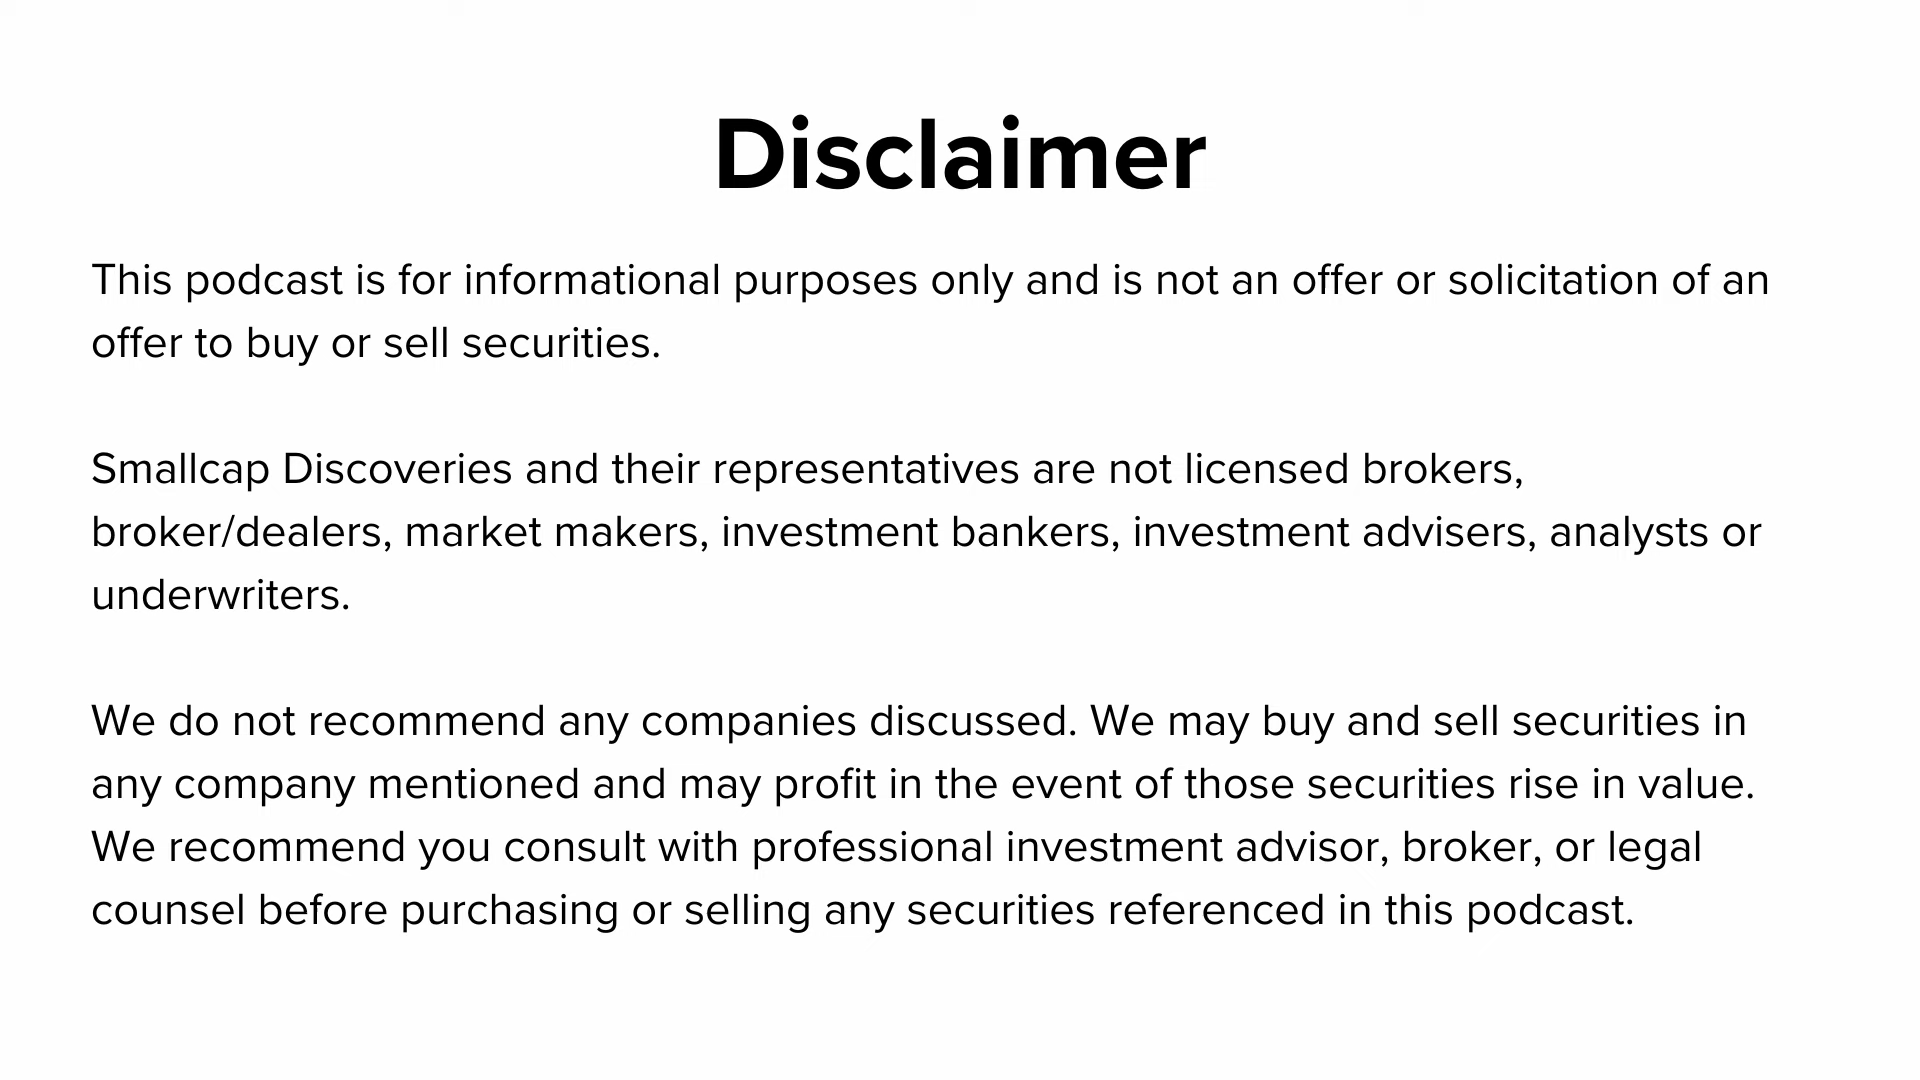 Disclaimer
This podcast is for informational purposes only and is not an offer or solicitation of an
offer to buy or sell securities.
Smallcap Discoveries and their representatives are not licensed brokers,
broker/dealers, market makers, investment bankers, investment advisers, analysts or
underwriters.
We do not recommend any companies discussed. We may buy and sell securities in
any company mentioned and may profit in the event of those securities rise in value.
We recommend you consult with professional investment advisor, broker, or legal
counsel before purchasing or selling any securities referenced in this podcast.